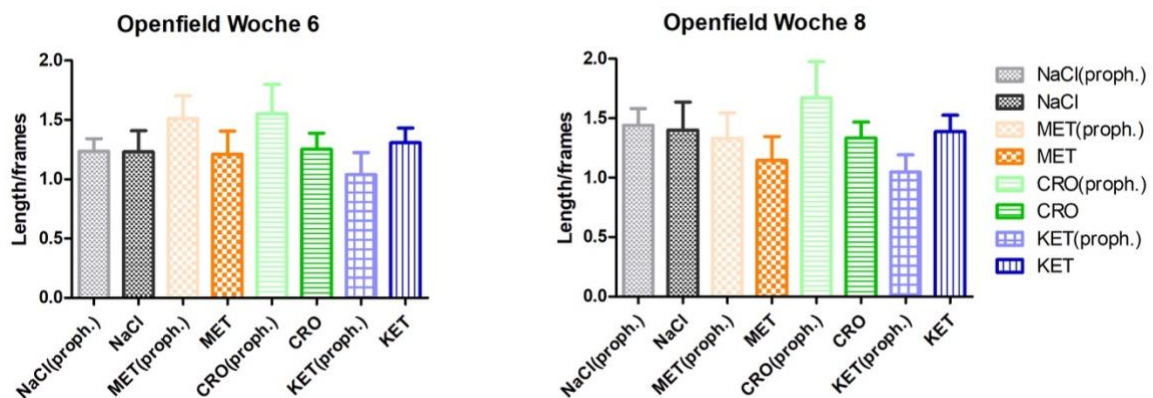 Openfield Woche 6
Length/frames
2.0
1.5
1.0
0.5
0.0
NaCl(proph.)
NaCl
MET(proph.)
MET
CRO(proph.)
CRO
KET(proph.)
KET
Openfield Woche 8
Length/frames
2.0
1.5
1.0
0.5
0.0
NaCl(proph.)
NaCl
MET(proph.)
MET
CRO(proph.)
CRO
KET(proph.)
KET
NaCl(proph.)
NaCl
MET(proph.)
MET
CRO(proph.)
CRO
KET(proph.)
KET